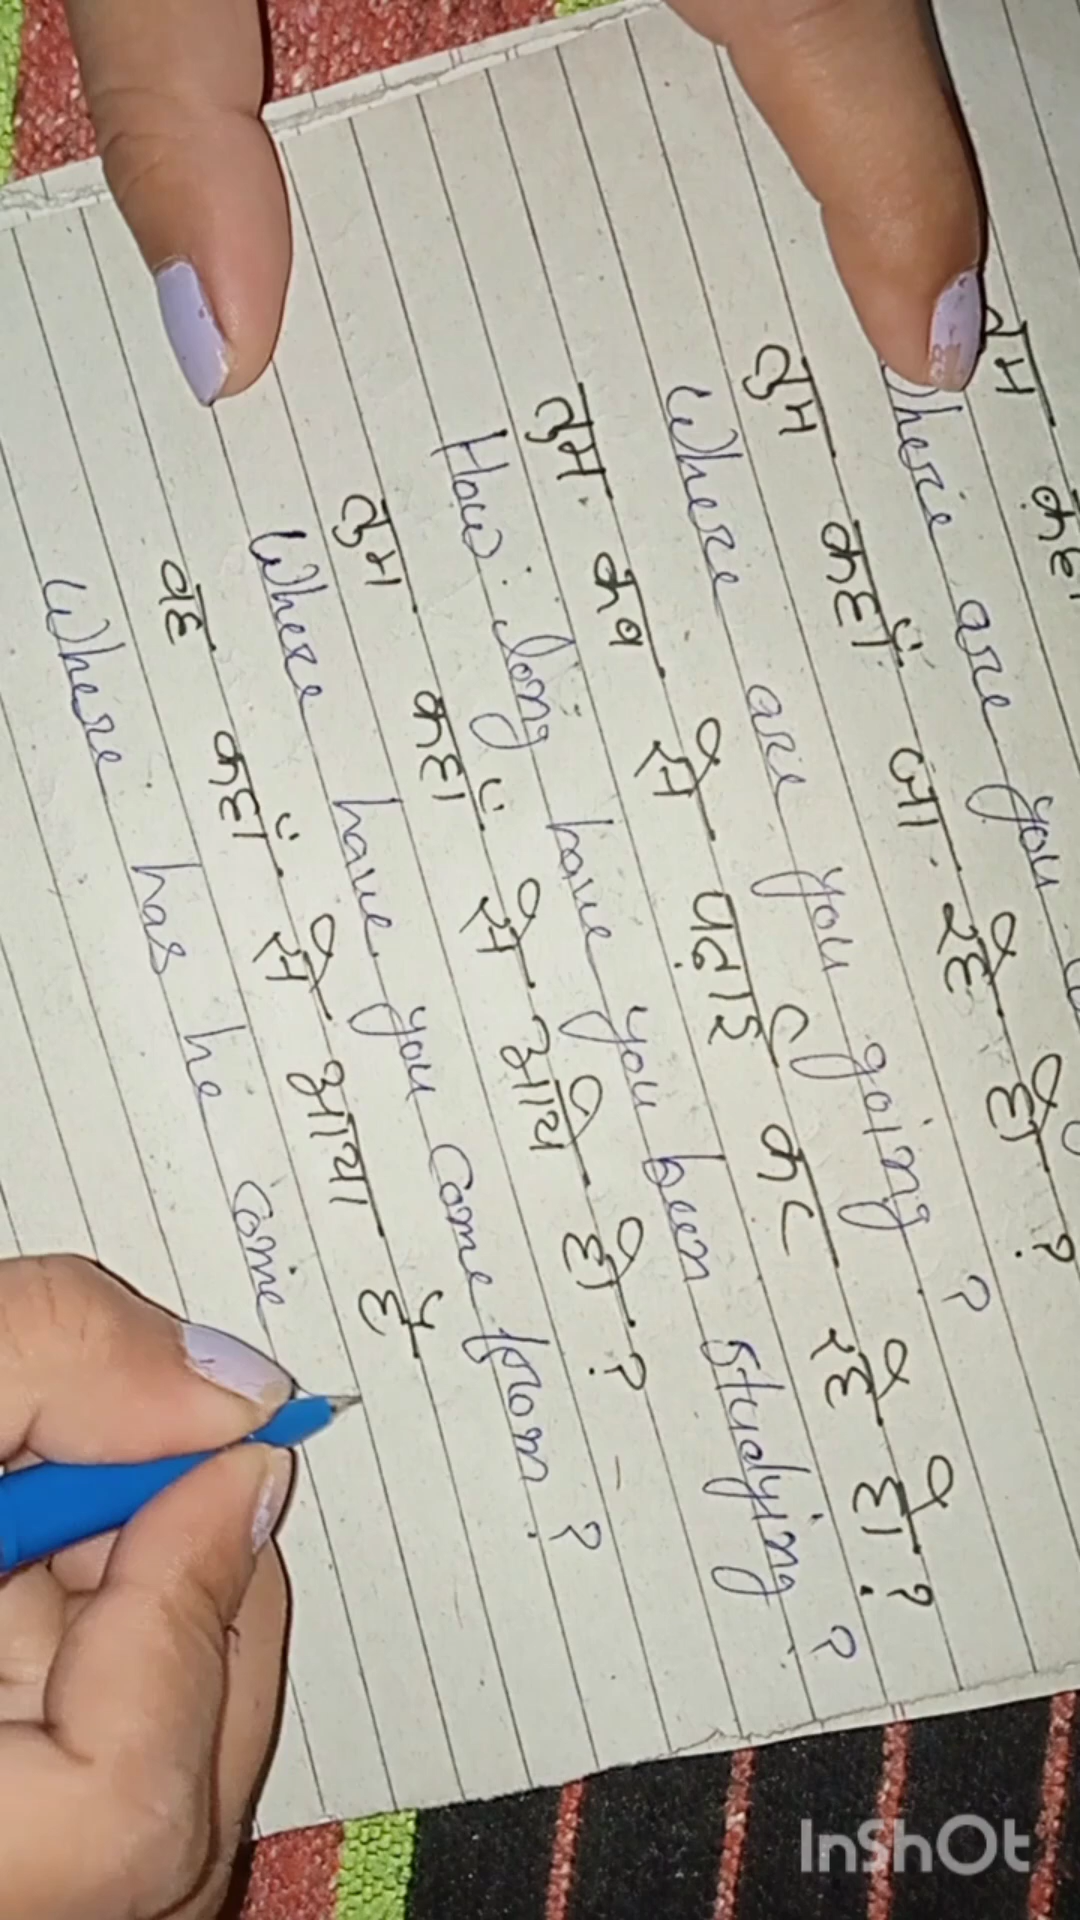 तुम कहाँ
Where are you
तुम कहाँ जा रहे हो?
Where are you going ?
तुम कब से पढ़ाई कर रहे हो?
How long have you been studying ?
तुम कहाँ से आये हो?
Where have you come from ?
वह कहाँ से आया है
Where has he come
InShOt